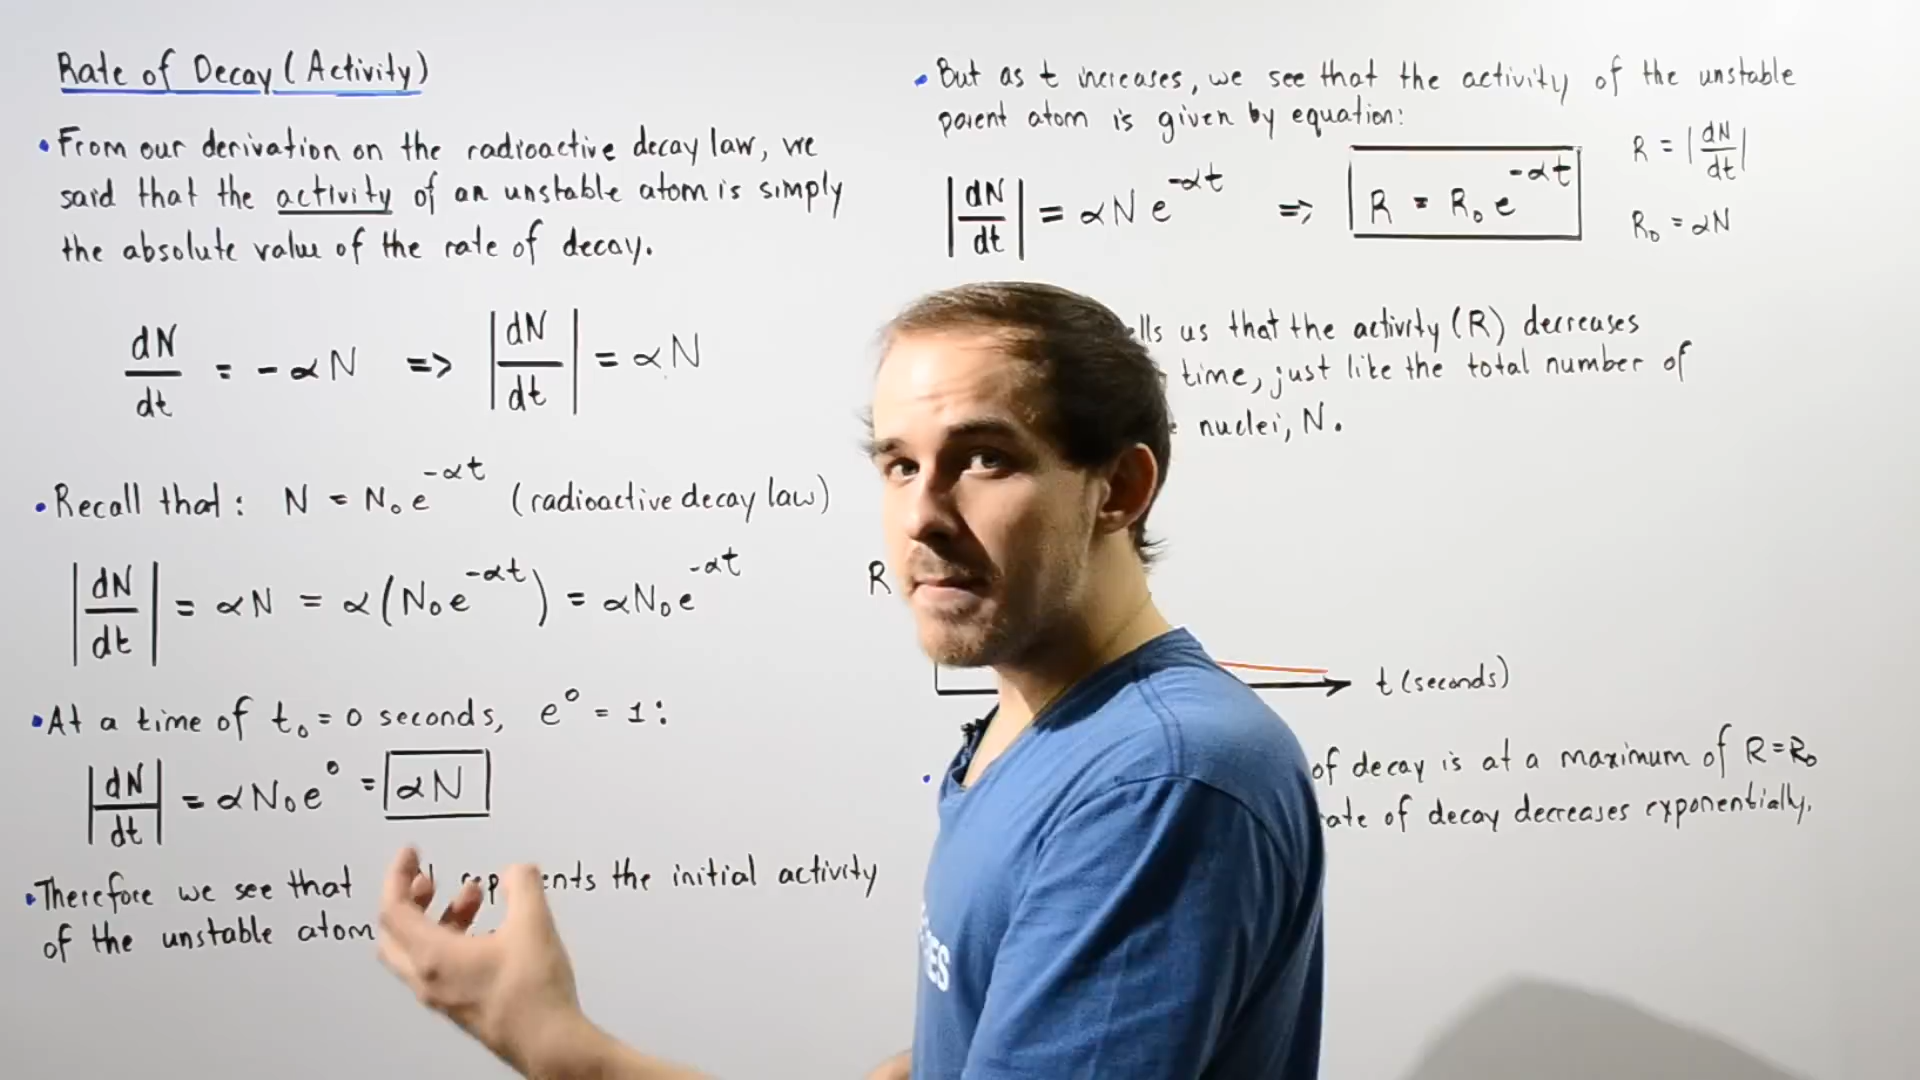 Rate of Decay (Activity)
• From our derivation on the radioactive decay law, we
said that the activity of an unstable atom is simply
the absolute value of the rate of decay.
dN/dt = -αN => |dN/dt| = αN
• Recall that: N = N₀e^-αt (radioactive decay law)
|dN/dt| = αN = α(N₀e^-αt) = αN₀e^-αt
• At a time of t₀ = 0 seconds, e⁰ = 1:
|dN/dt| = αN₀e⁰ = αN
• Therefore we see that the initial activity
of the unstable atom
• But as t increases, we see that the activity of the unstable
parent atom is given by equation:
|dN/dt| = αN e^-αt => R = R₀e^-αt
R = |dN/dt|
R₀ = αN
us that the activity (R) decreases
time, just like the total number of
nuclei, N.
R
t (seconds)
• of decay is at a maximum of R=R₀
of decay decreases exponentially.